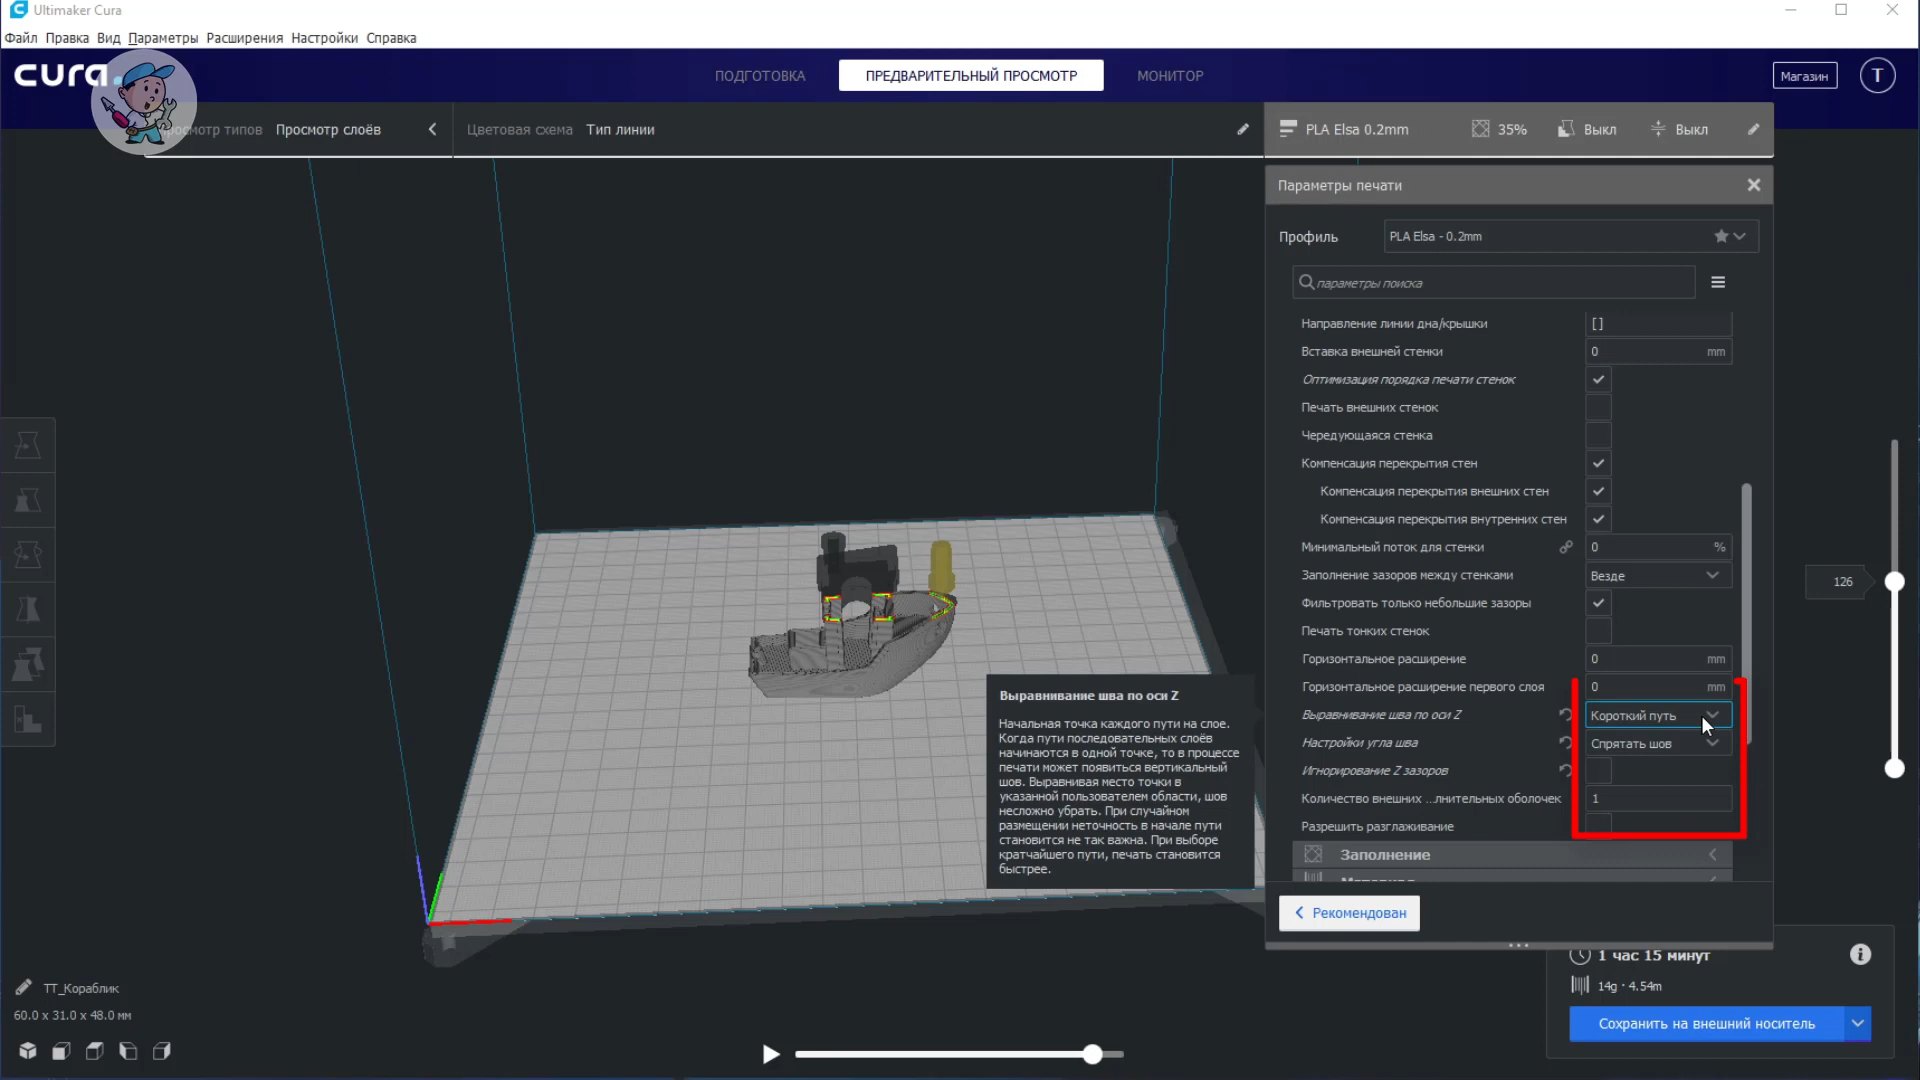 Ultimaker Cura
Файл Правка Вид Параметры Расширения Настройки Справка
cura.
ПОДГОТОВКА
ПРЕДВАРИТЕЛЬНЫЙ ПРОСМОТР
МОНИТОР
Магазин
T
типов Просмотр слоёв
Цветовая схема Тип линии
PLA Elsa 0.2mm
35%
Выкл
Выкл
Параметры печати
Профиль
PLA Elsa - 0.2mm
параметры поиска
Направление линии дна/крышки
[ ]
Вставка внешней стенки
0 mm
Оптимизация порядка печати стенок
Печать внешних стенок
Чередующаяся стенка
Компенсация перекрытия стен
Компенсация перекрытия внешних стен
Компенсация перекрытия внутренних стен
Минимальный поток для стенки
0 %
Заполнение зазоров между стенками
Везде
Фильтровать только небольшие зазоры
Печать тонких стенок
Горизонтальное расширение
0 mm
Горизонтальное расширение первого слоя
0 mm
Выравнивание шва по оси Z
Короткий путь
Настройки угла шва
Спрятать шов
Игнорирование Z зазоров
Количество внешних ...лнительных оболочек
1
Разрешить разглаживание
Заполнение
Рекомендован
126
Выравнивание шва по оси Z
Начальная точка каждого пути на слое.
Когда пути последовательных слоёв
начинаются в одной точке, то в процессе
печати может появиться вертикальный
шов. Выравнивая место точки в
указанной пользователем области, шов
несложно убрать. При случайном
размещении неточность в начале пути
становится не так важна. При выборе
кратчайшего пути, печать становится
быстрее.
1 час 15 минут
14g · 4.54m
Сохранить на внешний носитель
TT_Кораблик
60.0 x 31.0 x 48.0 мм